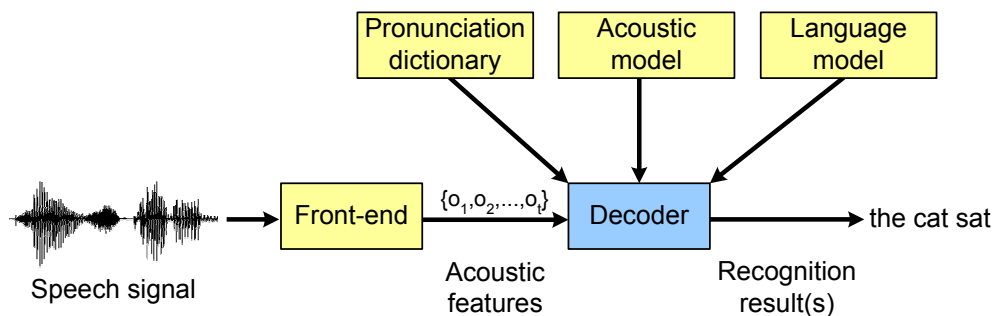 Pronunciation
dictionary
Acoustic
model
Language
model
Front-end
{o₁,o₂,...,oₜ}
Decoder
the cat sat
Speech signal
Acoustic
features
Recognition
result(s)